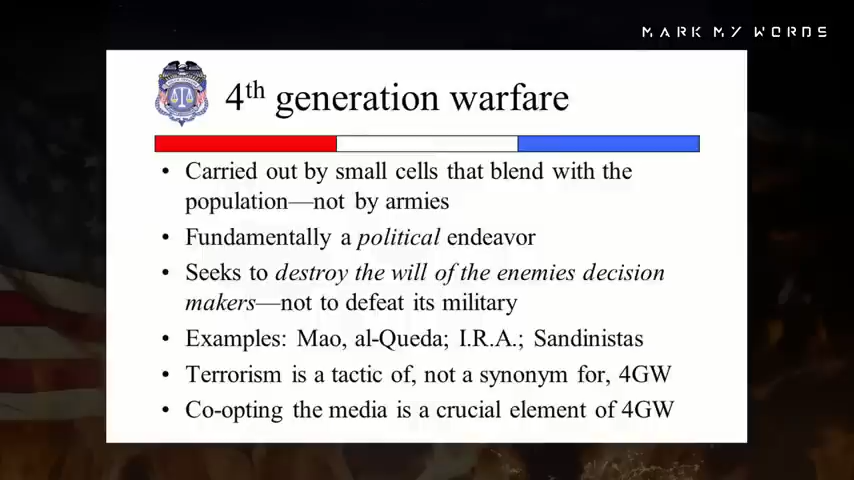 MARK MY WORDS
4th generation warfare
• Carried out by small cells that blend with the
population—not by armies
• Fundamentally a political endeavor
• Seeks to destroy the will of the enemies decision
makers—not to defeat its military
• Examples: Mao, al-Queda; I.R.A.; Sandinistas
• Terrorism is a tactic of, not a synonym for, 4GW
• Co-opting the media is a crucial element of 4GW